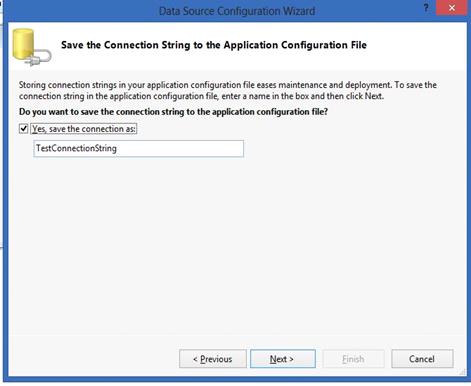 Data Source Configuration Wizard
?
Save the Connection String to the Application Configuration File
Storing connection strings in your application configuration file eases maintenance and deployment. To save the
connection string in the application configuration file, enter a name in the box and then click Next.
Do you want to save the connection string to the application configuration file?
Yes, save the connection as:
TestConnectionString
< Previous
Next >
Finish
Cancel